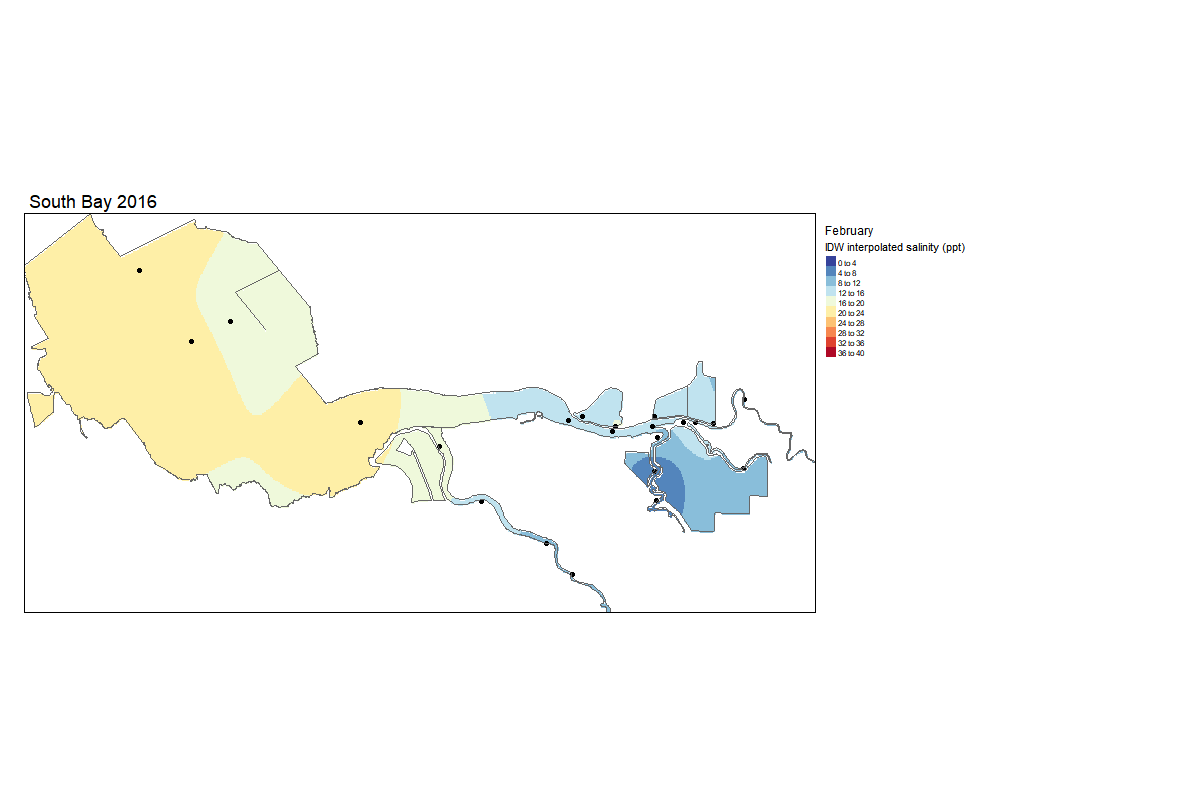 South Bay 2016
February
IDW interpolated salinity (ppt)
0 to 4
4 to 8
8 to 12
12 to 16
16 to 20
20 to 24
24 to 28
28 to 32
32 to 36
36 to 40